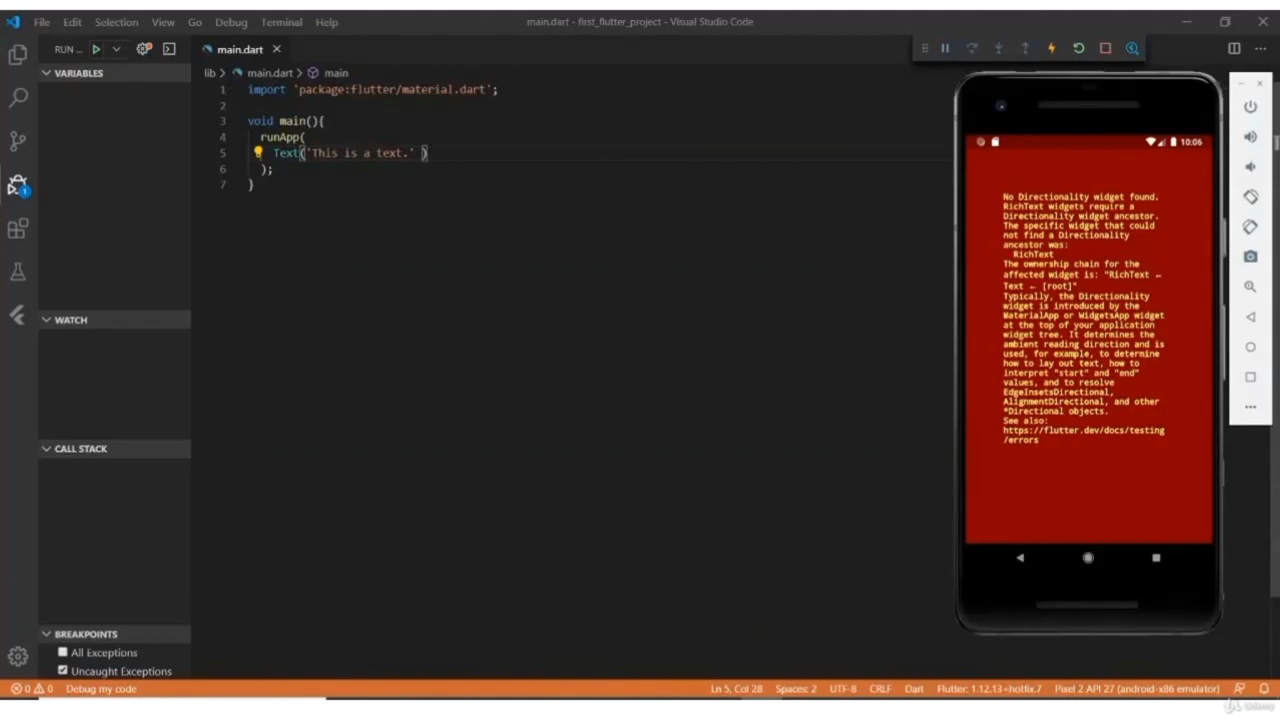 File Edit Selection View Go Debug Terminal Help
main.dart - first_flutter_project - Visual Studio Code
RUN ...
main.dart
VARIABLES
lib > main.dart > main
1 import 'package:flutter/material.dart';
2
3 void main(){
4 runApp(
5 Text('This is a text.' )
6 );
7 }
WATCH
CALL STACK
BREAKPOINTS
All Exceptions
Uncaught Exceptions
10:06
No Directionality widget found.
RichText widgets require a
Directionality widget ancestor.
The specific widget that could
not find a Directionality
ancestor was:
RichText
The ownership chain for the
affected widget is: "RichText ←
Text ← [root]"
Typically, the Directionality
widget is introduced by the
MaterialApp or WidgetsApp widget
at the top of your application
widget tree. It determines the
ambient reading direction and is
used, for example, to determine
how to lay out text, how to
interpret "start" and "end"
values, and to resolve
EdgeInsetsDirectional,
AlignmentDirectional, and other
*Directional objects.
See also:
https://flutter.dev/docs/testing
/errors
0 0 Debug my code
Ln 5, Col 28 Spaces: 2 UTF-8 CRLF Dart Flutter: 1.12.13+hotfix.7 Pixel 2 API 27 (android-x86 emulator)
Udemy